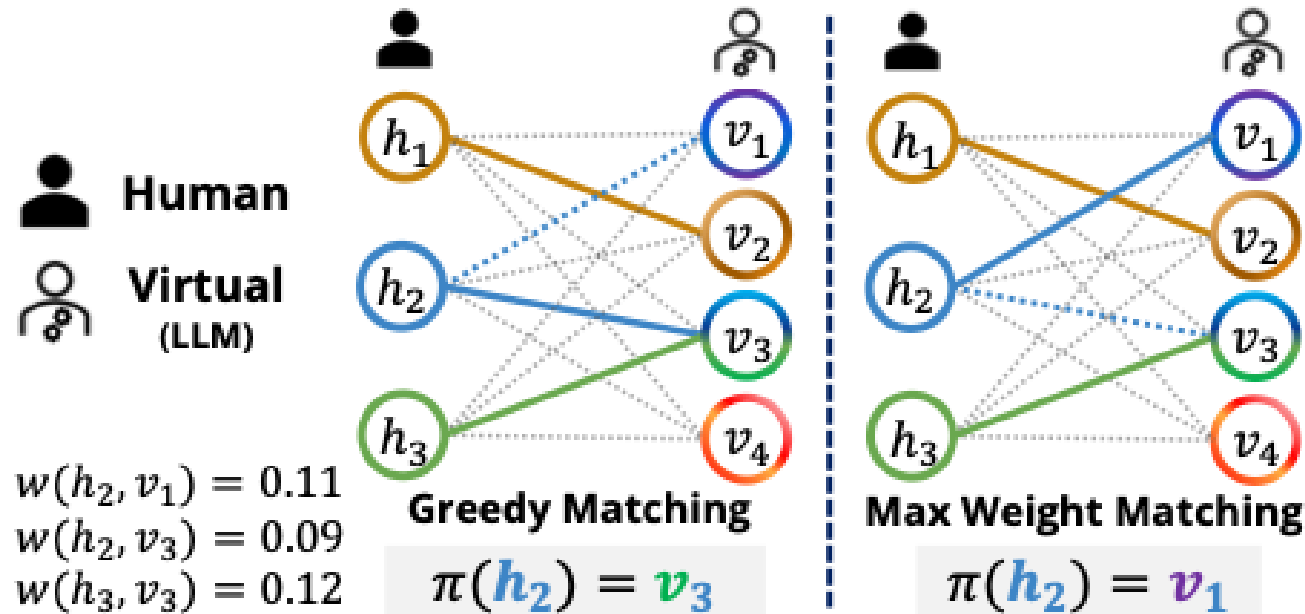 Human
Virtual
(LLM)
w(h₂, v₁) = 0.11
w(h₂, v₃) = 0.09
w(h₃, v₃) = 0.12
h₁
h₂
h₃
v₁
v₂
v₃
v₄
Greedy Matching
π(h₂) = v₃
h₁
h₂
h₃
v₁
v₂
v₃
v₄
Max Weight Matching
π(h₂) = v₁